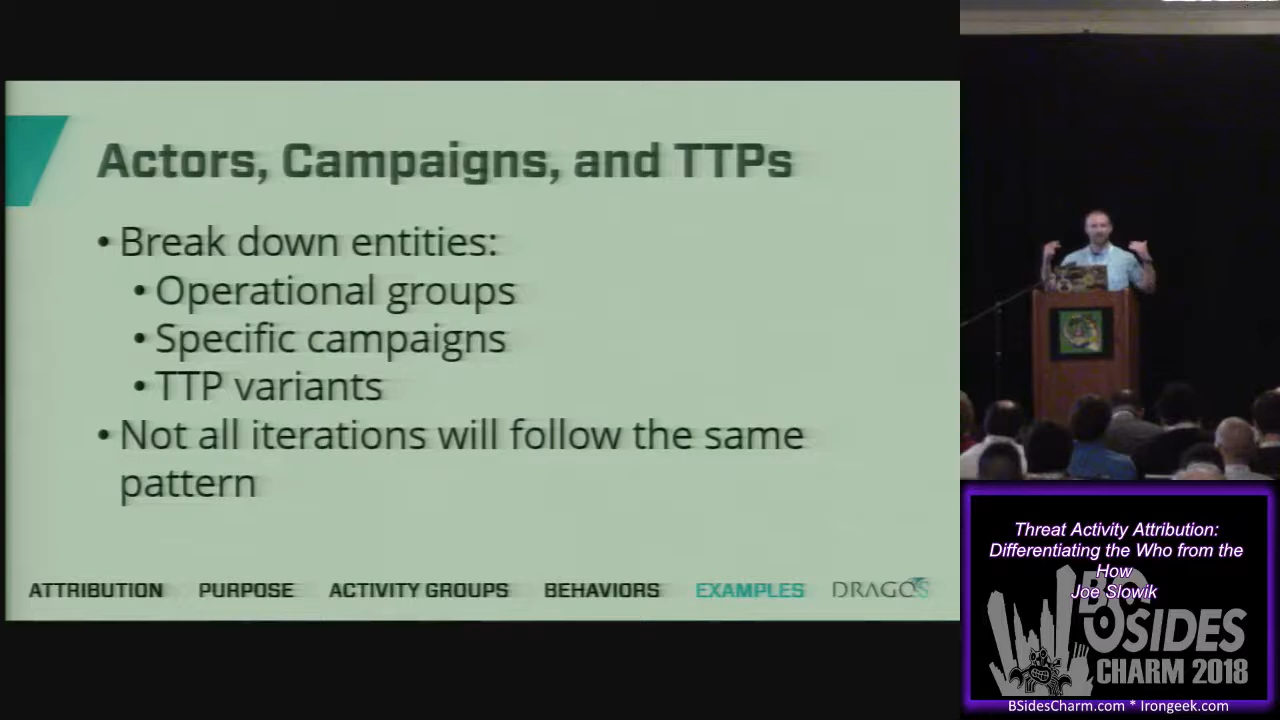 Actors, Campaigns, and TTPs
• Break down entities:
• Operational groups
• Specific campaigns
• TTP variants
• Not all iterations will follow the same
pattern
ATTRIBUTION PURPOSE ACTIVITY GROUPS BEHAVIORS EXAMPLES DRAGOS
Threat Activity Attribution:
Differentiating the Who from the
How
Joe Slowik
BSIDES
CHARM 2018
BSidesCharm.com * Irongeek.com